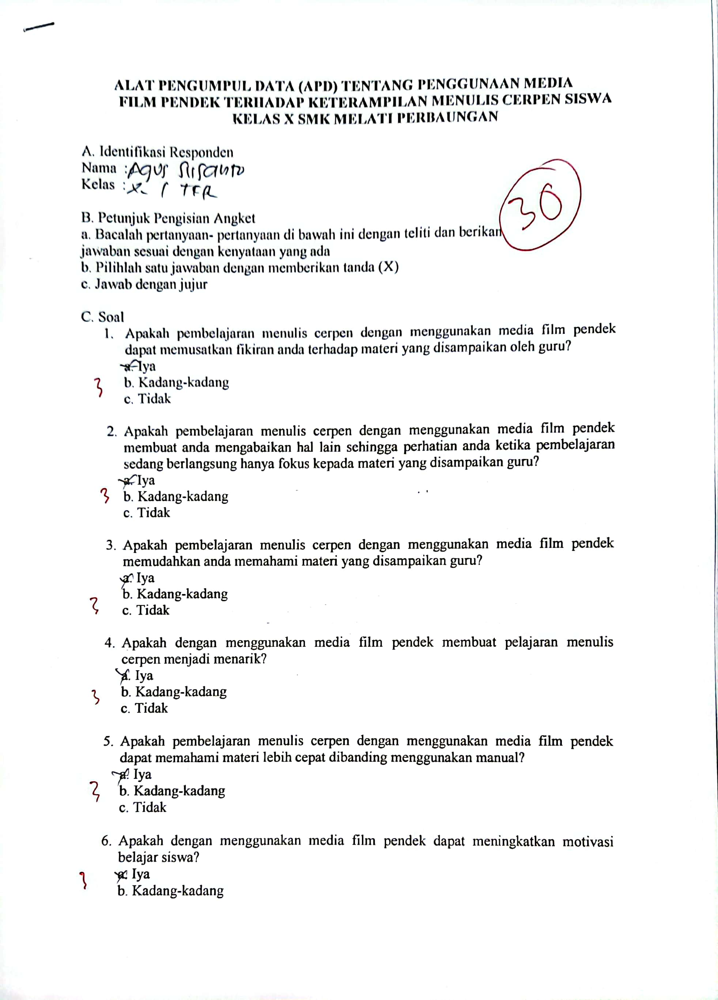 ALAT PENGUMPUL DATA (APD) TENTANG PENGGUNAAN MEDIA
FILM PENDEK TERHADAP KETERAMPILAN MENULIS CERPEN SISWA
KELAS X SMK MELATI PERBAUNGAN
A. Identifikasi Responden
Nama : Agus
Kelas : X
30
B. Petunjuk Pengisian Angket
a. Bacalah pertanyaan- pertanyaan di bawah ini dengan teliti dan berikan
jawaban sesuai dengan kenyataan yang ada
b. Pilihlah satu jawaban dengan memberikan tanda (X)
c. Jawab dengan jujur
C. Soal
1. Apakah pembelajaran menulis cerpen dengan menggunakan media film pendek
dapat memusatkan fikiran anda terhadap materi yang disampaikan oleh guru?
a. Iya
3 b. Kadang-kadang
c. Tidak
2. Apakah pembelajaran menulis cerpen dengan menggunakan media film pendek
membuat anda mengabaikan hal lain sehingga perhatian anda ketika pembelajaran
sedang berlangsung hanya fokus kepada materi yang disampaikan guru?
a. Iya
3 b. Kadang-kadang
c. Tidak
3. Apakah pembelajaran menulis cerpen dengan menggunakan media film pendek
memudahkan anda memahami materi yang disampaikan guru?
a. Iya
b. Kadang-kadang
3 c. Tidak
4. Apakah dengan menggunakan media film pendek membuat pelajaran menulis
cerpen menjadi menarik?
a. Iya
3 b. Kadang-kadang
c. Tidak
5. Apakah pembelajaran menulis cerpen dengan menggunakan media film pendek
dapat memahami materi lebih cepat dibanding menggunakan manual?
a. Iya
3 b. Kadang-kadang
c. Tidak
6. Apakah dengan menggunakan media film pendek dapat meningkatkan motivasi
belajar siswa?
3 a. Iya
b. Kadang-kadang